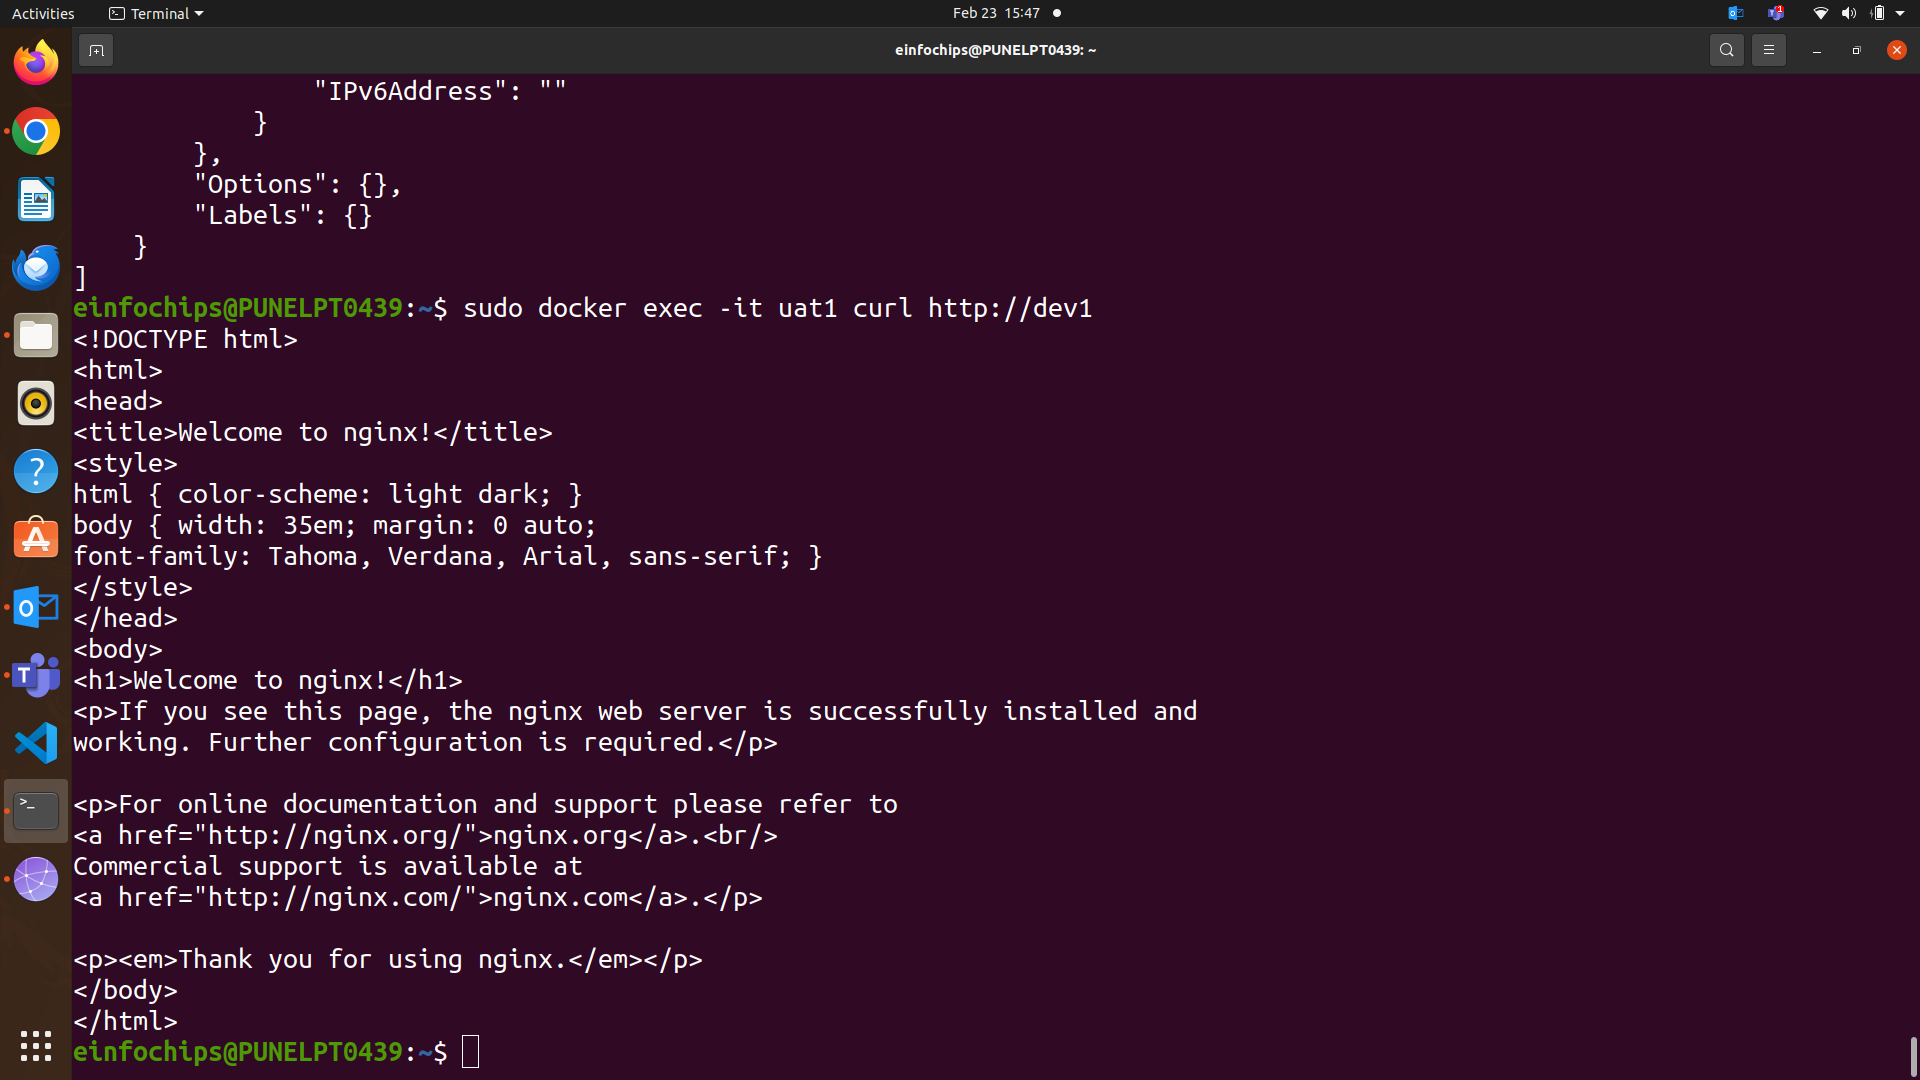 Activities
Terminal
Feb 23 15:47
einfochips@PUNELPT0439: ~
"IPv6Address": ""
}
},
"Options": {},
"Labels": {}
}
]
einfochips@PUNELPT0439:~$ sudo docker exec -it uat1 curl http://dev1
<!DOCTYPE html>
<html>
<head>
<title>Welcome to nginx!</title>
<style>
html { color-scheme: light dark; }
body { width: 35em; margin: 0 auto;
font-family: Tahoma, Verdana, Arial, sans-serif; }
</style>
</head>
<body>
<h1>Welcome to nginx!</h1>
<p>If you see this page, the nginx web server is successfully installed and
working. Further configuration is required.</p>
<p>For online documentation and support please refer to
<a href="http://nginx.org/">nginx.org</a>.<br/>
Commercial support is available at
<a href="http://nginx.com/">nginx.com</a>.</p>
<p><em>Thank you for using nginx.</em></p>
</body>
</html>
einfochips@PUNELPT0439:~$